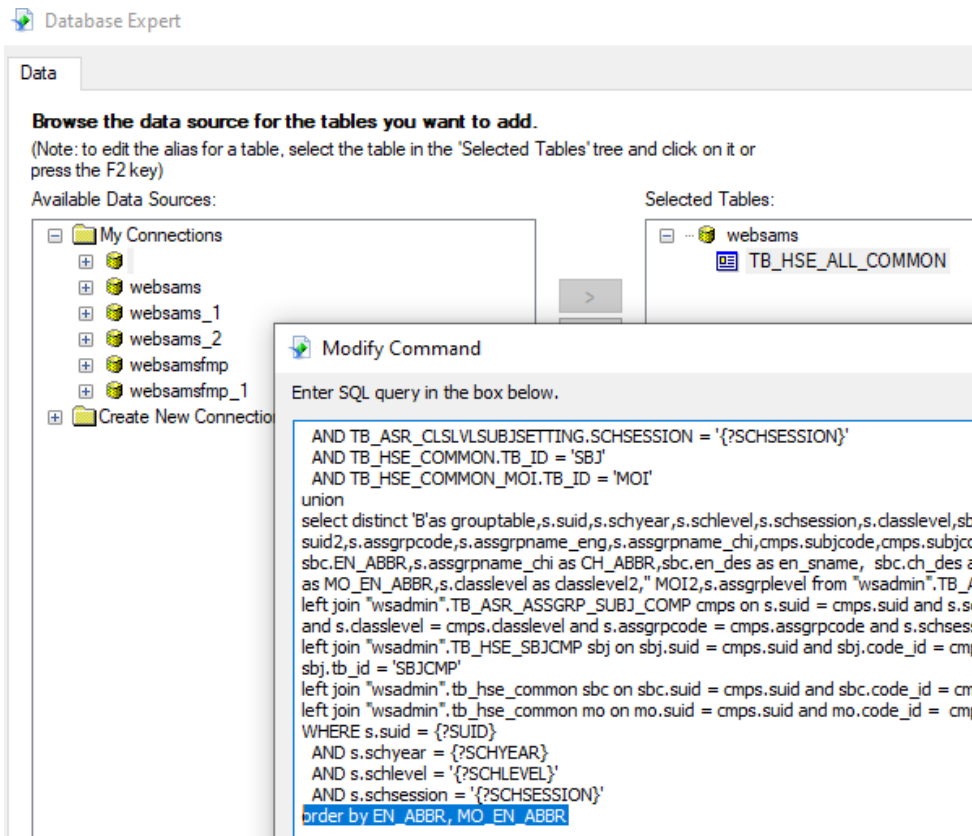 Database Expert
Data
Browse the data source for the tables you want to add.
(Note: to edit the alias for a table, select the table in the 'Selected Tables' tree and click on it or
press the F2 key)
Available Data Sources:
Selected Tables:
My Connections
websams
websams_1
websams_2
websamsfmp
websamsfmp_1
Create New Connection
websams
TB_HSE_ALL_COMMON
>
Modify Command
Enter SQL query in the box below.
AND TB_ASR_CLSLVLSUBJSETTING.SCHSESSION = '{?SCHSESSION}'
AND TB_HSE_COMMON.TB_ID = 'SBJ'
AND TB_HSE_COMMON_MOI.TB_ID = 'MOI'
union
select distinct 'B'as grouptable,s.suid,s.schyear,s.schlevel,s.schsession,s.classlevel,sb
suid2,s.assgrpcode,s.assgrpname_eng,s.assgrpname_chi,cmps.subjcode,cmps.subjco
sbc.EN_ABBR,s.assgrpname_chi as CH_ABBR,sbc.en_des as en_sname, sbc.ch_des a
as MO_EN_ABBR,s.classlevel as classlevel2,'' MOI2,s.assgrplevel from "wsadmin".TB_A
left join "wsadmin".TB_ASR_ASSGRP_SUBJ_COMP cmps on s.suid = cmps.suid and s.s
and s.classlevel = cmps.classlevel and s.assgrpcode = cmps.assgrpcode and s.schses
left join "wsadmin".TB_HSE_SBJCMP sbj on sbj.suid = cmps.suid and sbj.code_id = cm
sbj.tb_id = 'SBJCMP'
left join "wsadmin".tb_hse_common sbc on sbc.suid = cmps.suid and sbc.code_id = cm
left join "wsadmin".tb_hse_common mo on mo.suid = cmps.suid and mo.code_id = cm
WHERE s.suid = {?SUID}
AND s.schyear = {?SCHYEAR}
AND s.schlevel = '{?SCHLEVEL}'
AND s.schsession = '{?SCHSESSION}'
order by EN_ABBR, MO_EN_ABBR